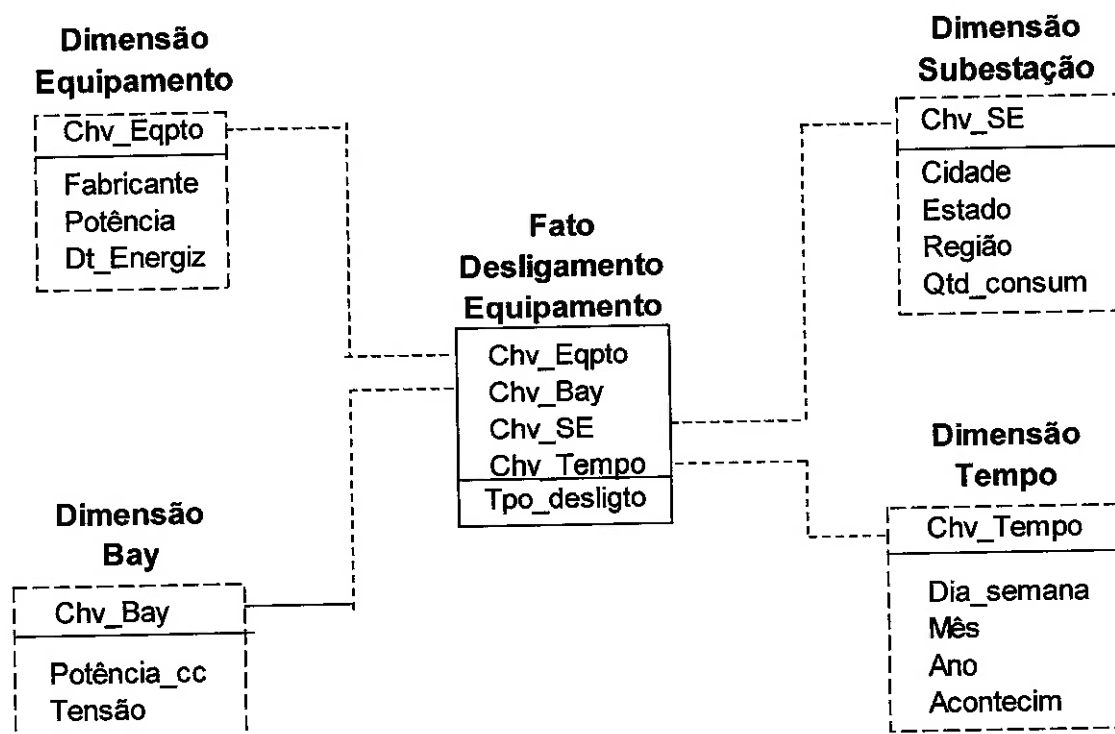 Dimensão
Equipamento
Chv_Eqpto
Fabricante
Potência
Dt_Energiz
Dimensão
Subestação
Chv_SE
Cidade
Estado
Região
Qtd_consum
Fato
Desligamento
Equipamento
Chv_Eqpto
Chv_Bay
Chv_SE
Chv_Tempo
Tpo_desligto
Dimensão
Bay
Chv_Bay
Potência_cc
Tensão
Dimensão
Tempo
Chv_Tempo
Dia_semana
Mês
Ano
Acontecim